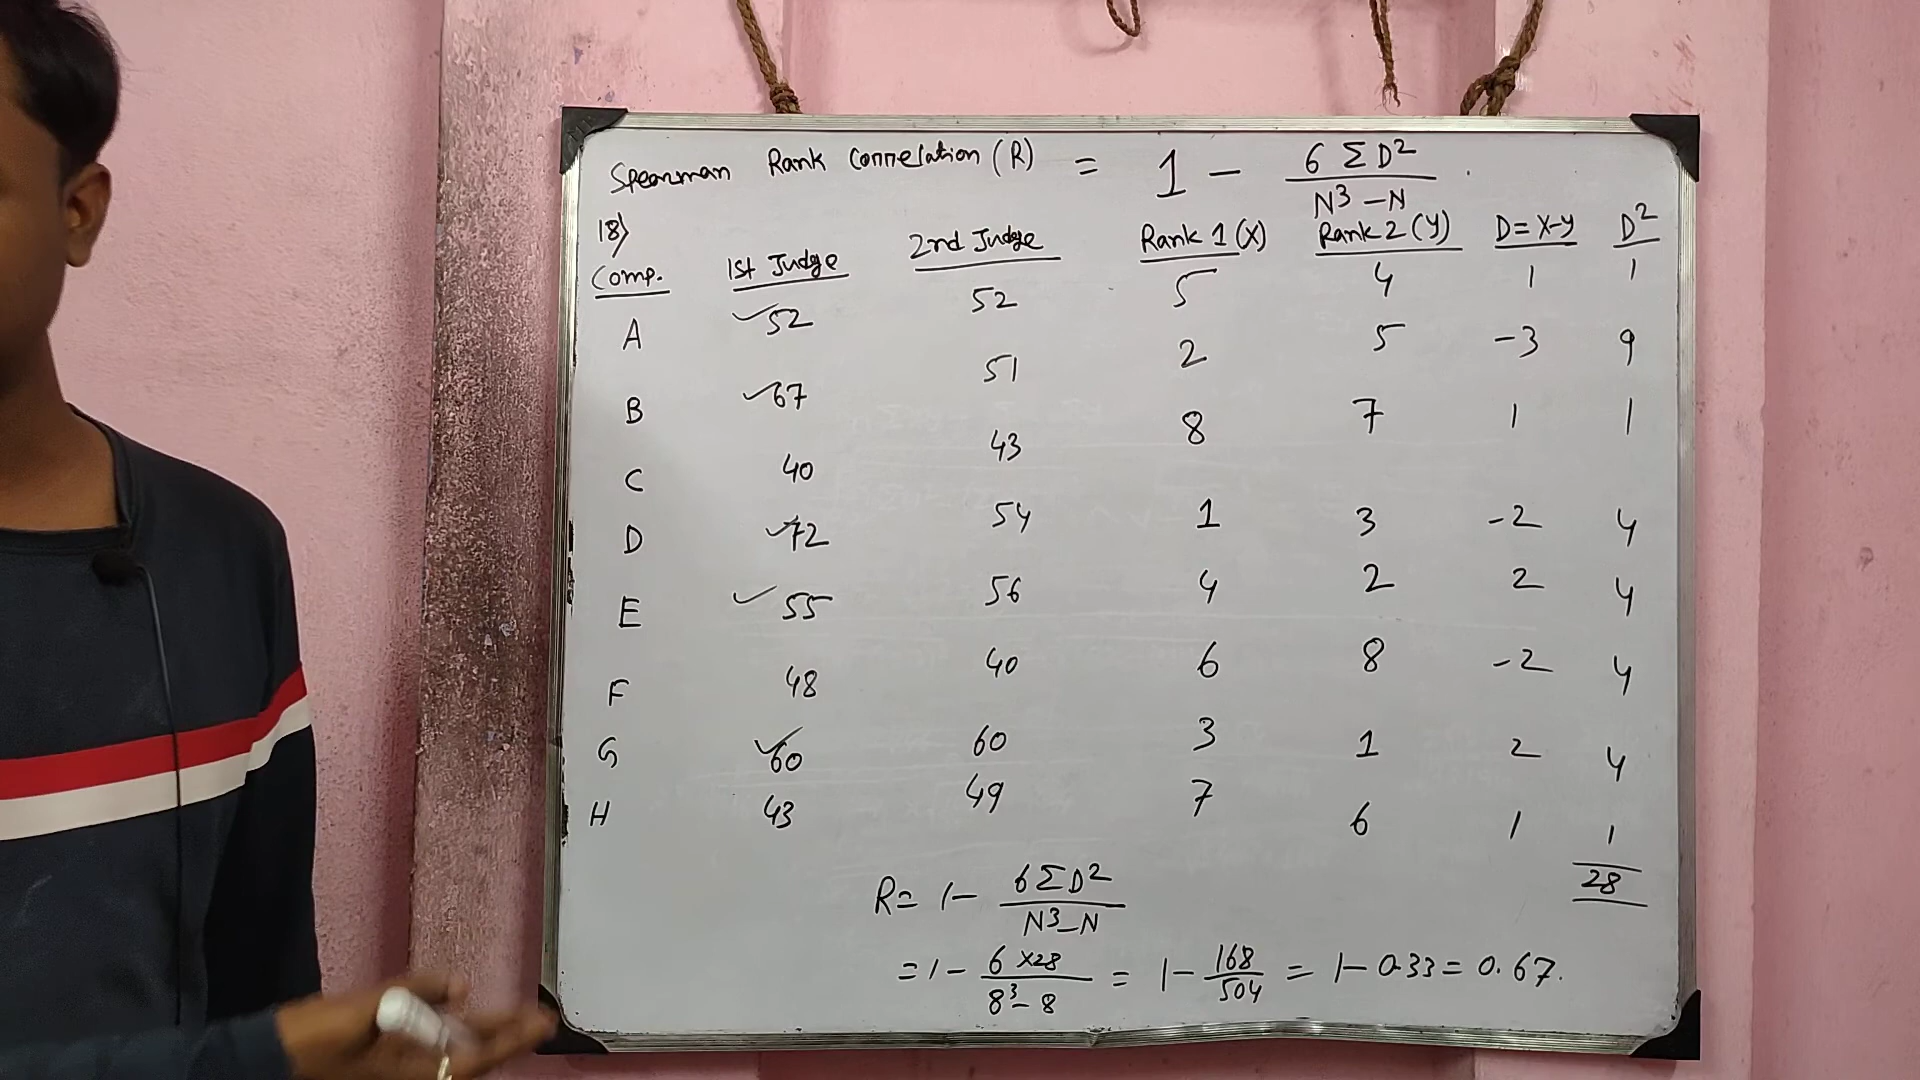 Spearman Rank Correlation (R) = 1 - 6 Σ D² / N³ - N
18)
Comp. 1st Judge 2nd Judge Rank 1 (X) Rank 2 (Y) D = X-Y D²
A 52 52 5 4 1 1
B 67 51 2 5 -3 9
C 40 43 8 7 1 1
D 72 54 1 3 -2 4
E 55 56 4 2 2 4
F 48 40 6 8 -2 4
G 60 60 3 1 2 4
H 43 49 7 6 1 1
28
R = 1 - 6 Σ D² / N³ - N
= 1 - 6 x 28 / 8³ - 8 = 1 - 168 / 504 = 1 - 0.33 = 0.67.